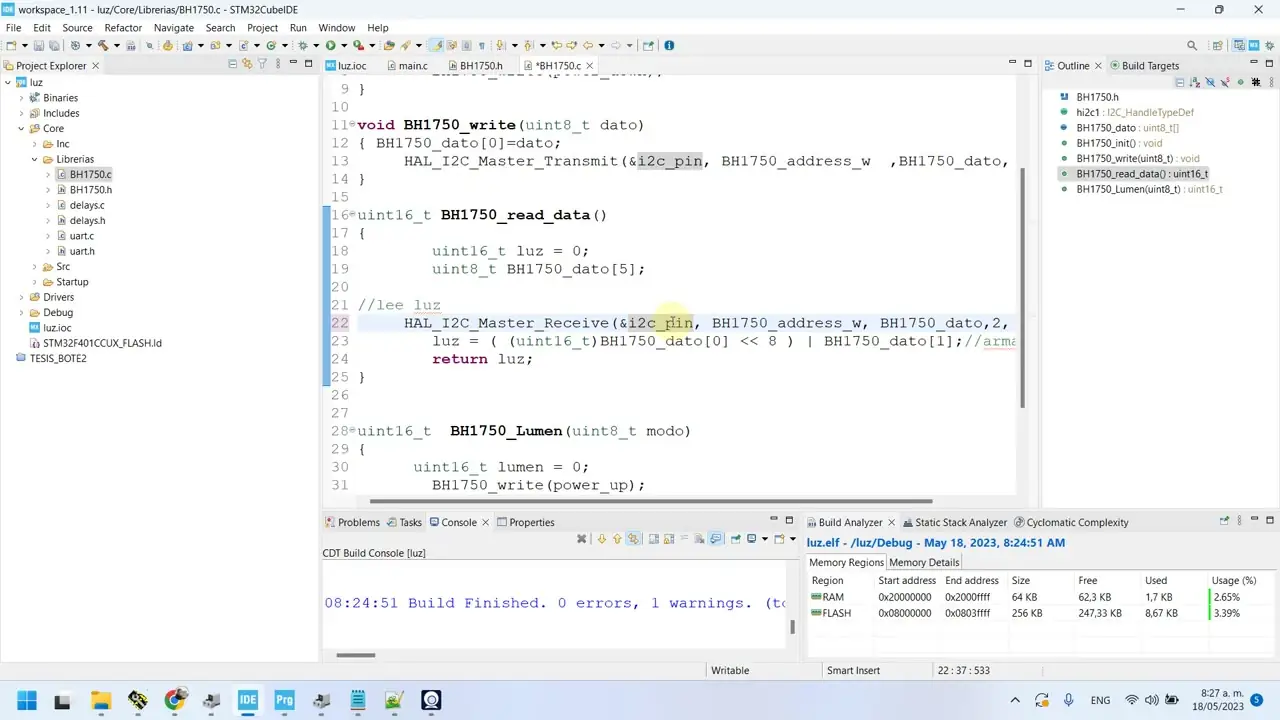 workspace_1.11 - luz/Core/Librerias/BH1750.c - STM32CubeIDE
File Edit Source Refactor Navigate Search Project Run Window Help
Project Explorer
luz
Binaries
Includes
Core
Inc
Librerias
BH1750.c
BH1750.h
delays.c
delays.h
uart.c
uart.h
Src
Startup
Drivers
Debug
luz.ioc
STM32F401CCUX_FLASH.ld
TESIS_BOTE2
luz.ioc main.c BH1750.h *BH1750.c
9 }
10
11 void BH1750_write(uint8_t dato)
12 { BH1750_dato[0]=dato;
13 HAL_I2C_Master_Transmit(&i2c_pin, BH1750_address_w ,BH1750_dato,
14 }
15
16 uint16_t BH1750_read_data()
17 {
18 uint16_t luz = 0;
19 uint8_t BH1750_dato[5];
20
21 //lee luz
22 HAL_I2C_Master_Receive(&i2c_pin, BH1750_address_w, BH1750_dato,2,
23 luz = ( (uint16_t)BH1750_dato[0] << 8 ) | BH1750_dato[1];//arma
24 return luz;
25 }
26
27
28 uint16_t BH1750_Lumen(uint8_t modo)
29 {
30 uint16_t lumen = 0;
31 BH1750_write(power_up);
Outline Build Targets
BH1750.h
hi2c1 : I2C_HandleTypeDef
BH1750_dato : uint8_t[]
BH1750_init() : void
BH1750_write(uint8_t) : void
BH1750_read_data() : uint16_t
BH1750_Lumen(uint8_t) : uint16_t
Problems Tasks Console Properties
CDT Build Console [luz]
08:24:51 Build Finished. 0 errors, 1 warnings. (to
Build Analyzer Static Stack Analyzer Cyclomatic Complexity
luz.elf - /luz/Debug - May 18, 2023, 8:24:51 AM
Memory Regions Memory Details
Region Start address End address Size Free Used Usage (%)
RAM 0x20000000 0x2000ffff 64 KB 62,3 KB 1,7 KB 2.65%
FLASH 0x08000000 0x0803ffff 256 KB 247,33 KB 8,67 KB 3.39%
Writable Smart Insert 22 : 37 : 533
IDE Prg ENG 8:27 a. m.
18/05/2023 5